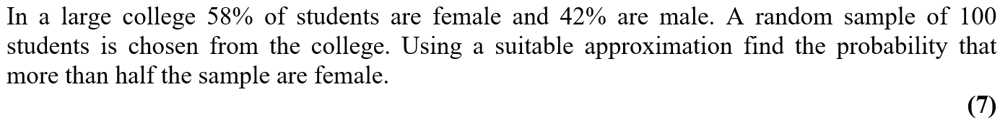 In a large college 58% of students are female and 42% are male. A random sample of 100
students is chosen from the college. Using a suitable approximation find the probability that
more than half the sample are female.
(7)